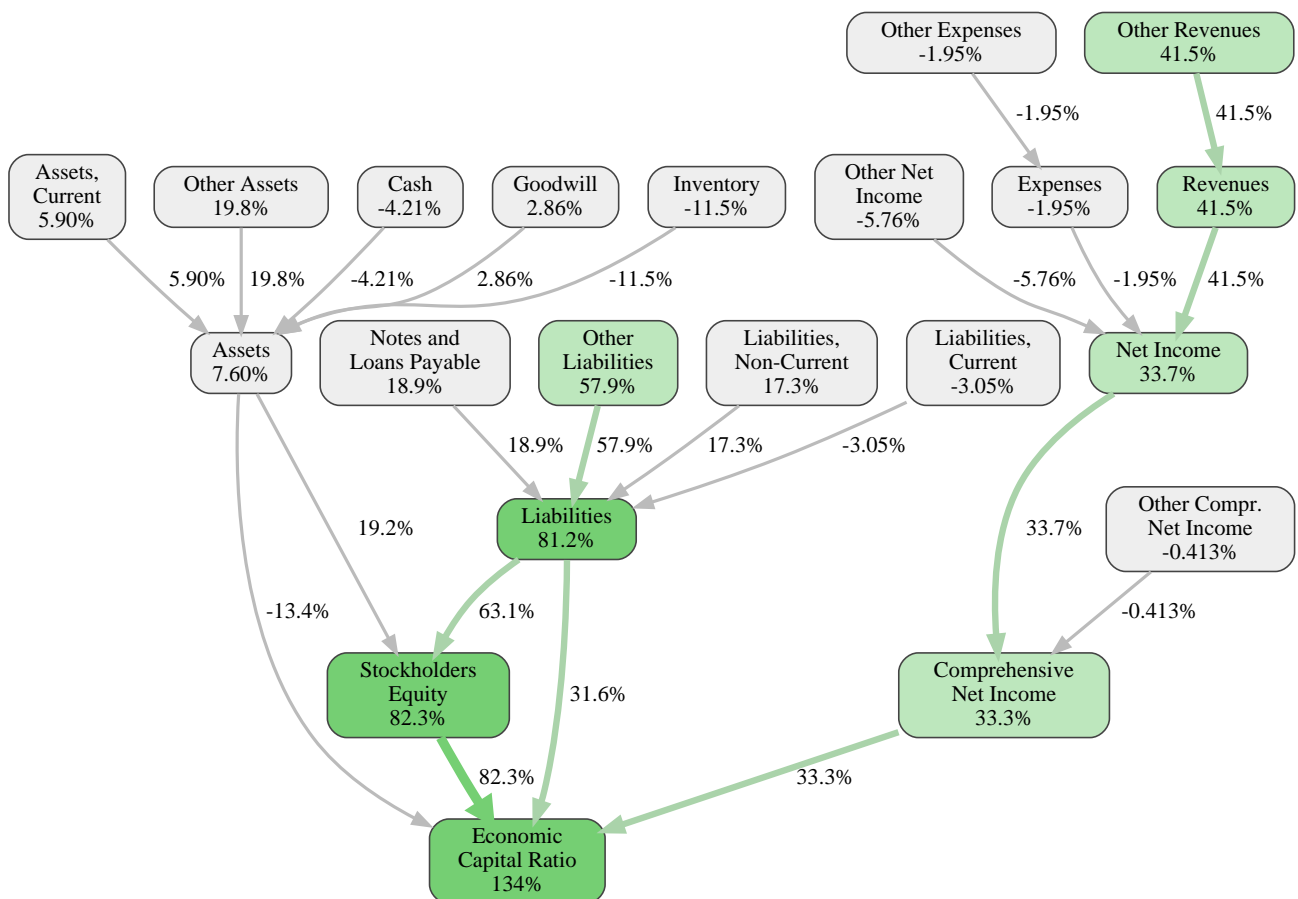 Other Expenses
-1.95%
Other Revenues
41.5%
-1.95%
41.5%
Assets,
Current
5.90%
Other Assets
19.8%
Cash
-4.21%
Goodwill
2.86%
Inventory
-11.5%
Other Net
Income
-5.76%
Expenses
-1.95%
Revenues
41.5%
5.90%
19.8%
-4.21%
2.86%
-11.5%
-5.76%
-1.95%
41.5%
Assets
7.60%
Notes and
Loans Payable
18.9%
Other
Liabilities
57.9%
Liabilities,
Non-Current
17.3%
Liabilities,
Current
-3.05%
Net Income
33.7%
18.9%
57.9%
17.3%
-3.05%
Liabilities
81.2%
19.2%
33.7%
Other Compr.
Net Income
-0.413%
-13.4%
63.1%
-0.413%
Stockholders
Equity
82.3%
31.6%
Comprehensive
Net Income
33.3%
82.3%
33.3%
Economic
Capital Ratio
134%